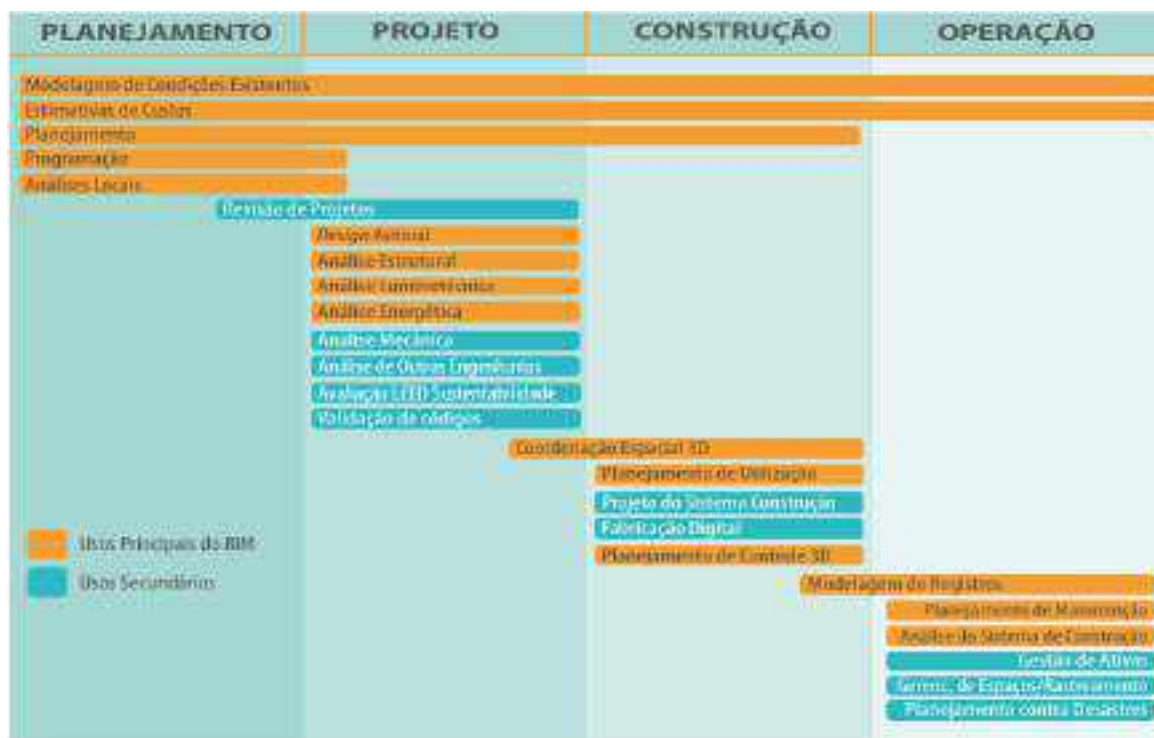 PLANEJAMENTO
PROJETO
CONSTRUÇÃO
OPERAÇÃO
Modelagem de Condições Existentes
Estimativas de Custos
Planejamento
Programação
Análises Locais
Revisão de Projetos
Design Autoral
Análise Estrutural
Análise Luminotécnica
Análise Energética
Análise Mecânica
Análise de Outras Engenharias
Avaliação LEED Sustentabilidade
Validação de códigos
Coordenação Espacial 3D
Planejamento de Utilização
Projeto do Sistema Construção
Fabricação Digital
Planejamento de Controle 3D
Usos Principais do BIM
Usos Secundários
Modelagem de Registros
Planejamento de Manutenção
Análise do Sistema de Construção
Gestão de Ativos
Gerenc. de Espaços/Rastreamento
Planejamento contra Desastres